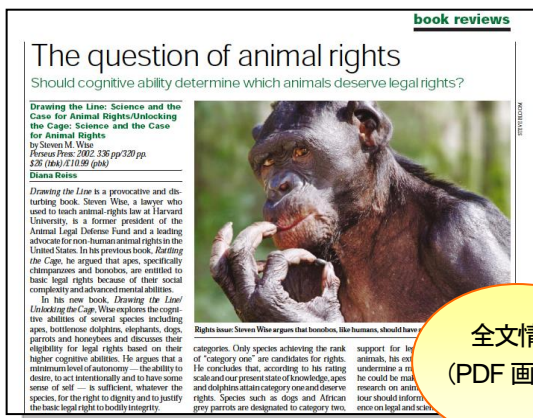 book reviews
The question of animal rights
Should cognitive ability determine which animals deserve legal rights?
Drawing the Line: Science and the
Case for Animal Rights/Unlocking
the Cage: Science and the Case
for Animal Rights
by Steven M. Wise
Perseus Press: 2002. 336 pp/320 pp.
$26 (hbk)/£10.99 (pbk)
Diana Reiss
Drawing the Line is a provocative and dis-
turbing book. Steven Wise, a lawyer who
used to teach animal-rights law at Harvard
University, is a former president of the
Animal Legal Defense Fund and a leading
advocate for non-human animal rights in the
United States. In his previous book, Rattling
the Cage, he argued that apes, specifically
chimpanzees and bonobos, are entitled to
basic legal rights because of their social
complexity and advanced mental abilities.
In his new book, Drawing the Line/
Unlocking the Cage, Wise explores the cogni-
tive abilities of several species including
apes, bottlenose dolphins, elephants, dogs,
parrots and honeybees and discusses their
eligibility for legal rights based on their
higher cognitive abilities. He argues that a
minimum level of autonomy — the ability to
desire, to act intentionally and to have some
sense of self — is sufficient, whatever the
species, for the right to dignity and to justify
the basic legal right to bodily integrity.
Rights issue: Steven Wise argues that bonobos, like humans, should have
categories. Only species achieving the rank
of "category one" are candidates for rights.
He concludes that, according to his rating
scale and our present state of knowledge, apes
and dolphins attain category one and deserve
rights. Species such as dogs and African
grey parrots are designated to category two,
support for
animals, his
undermine a
he could be
research on
iour should
ence on legal and
全文情
(PDF 画